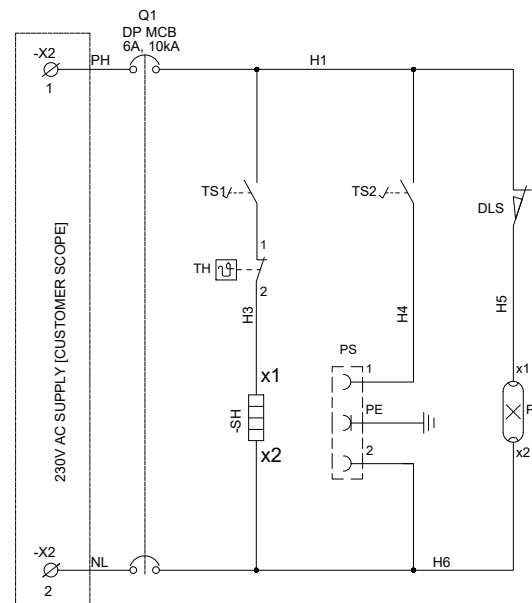 Q1
DP MCB
6A, 10kA
-X2
PH
H1
1
TS1
TS2
DLS
1
TH
2
H3
H4
H5
230V AC SUPPLY [CUSTOMER SCOPE]
PS
x1
1
x1
-SH
PE
x2
2
x2
-X2
NL
H6
2